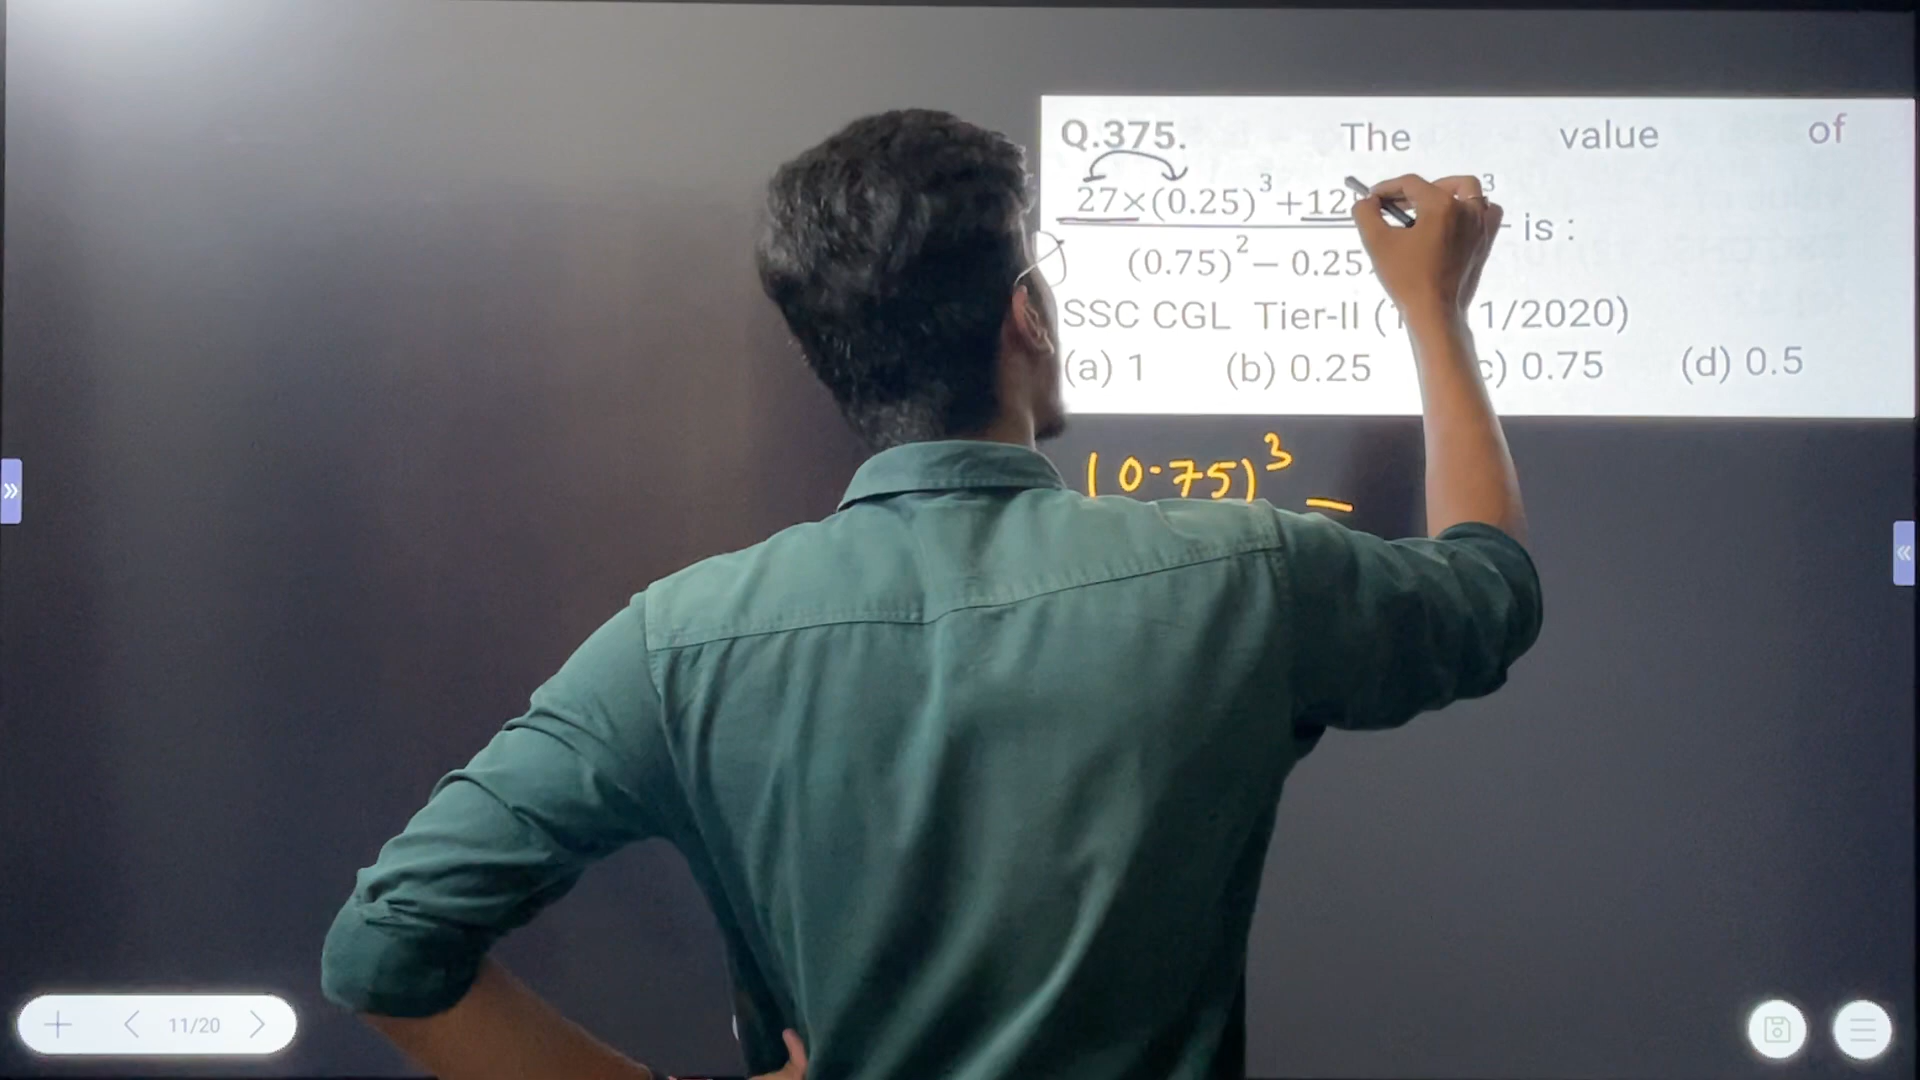 Q.375. The value of
27×(0.25)³+12 ³
(0.75)²− 0.25 is :
SSC CGL Tier-II ( 1/2020)
(a) 1 (b) 0.25 c) 0.75 (d) 0.5
(0.75)³ −
»
«
+ < 11/20 >